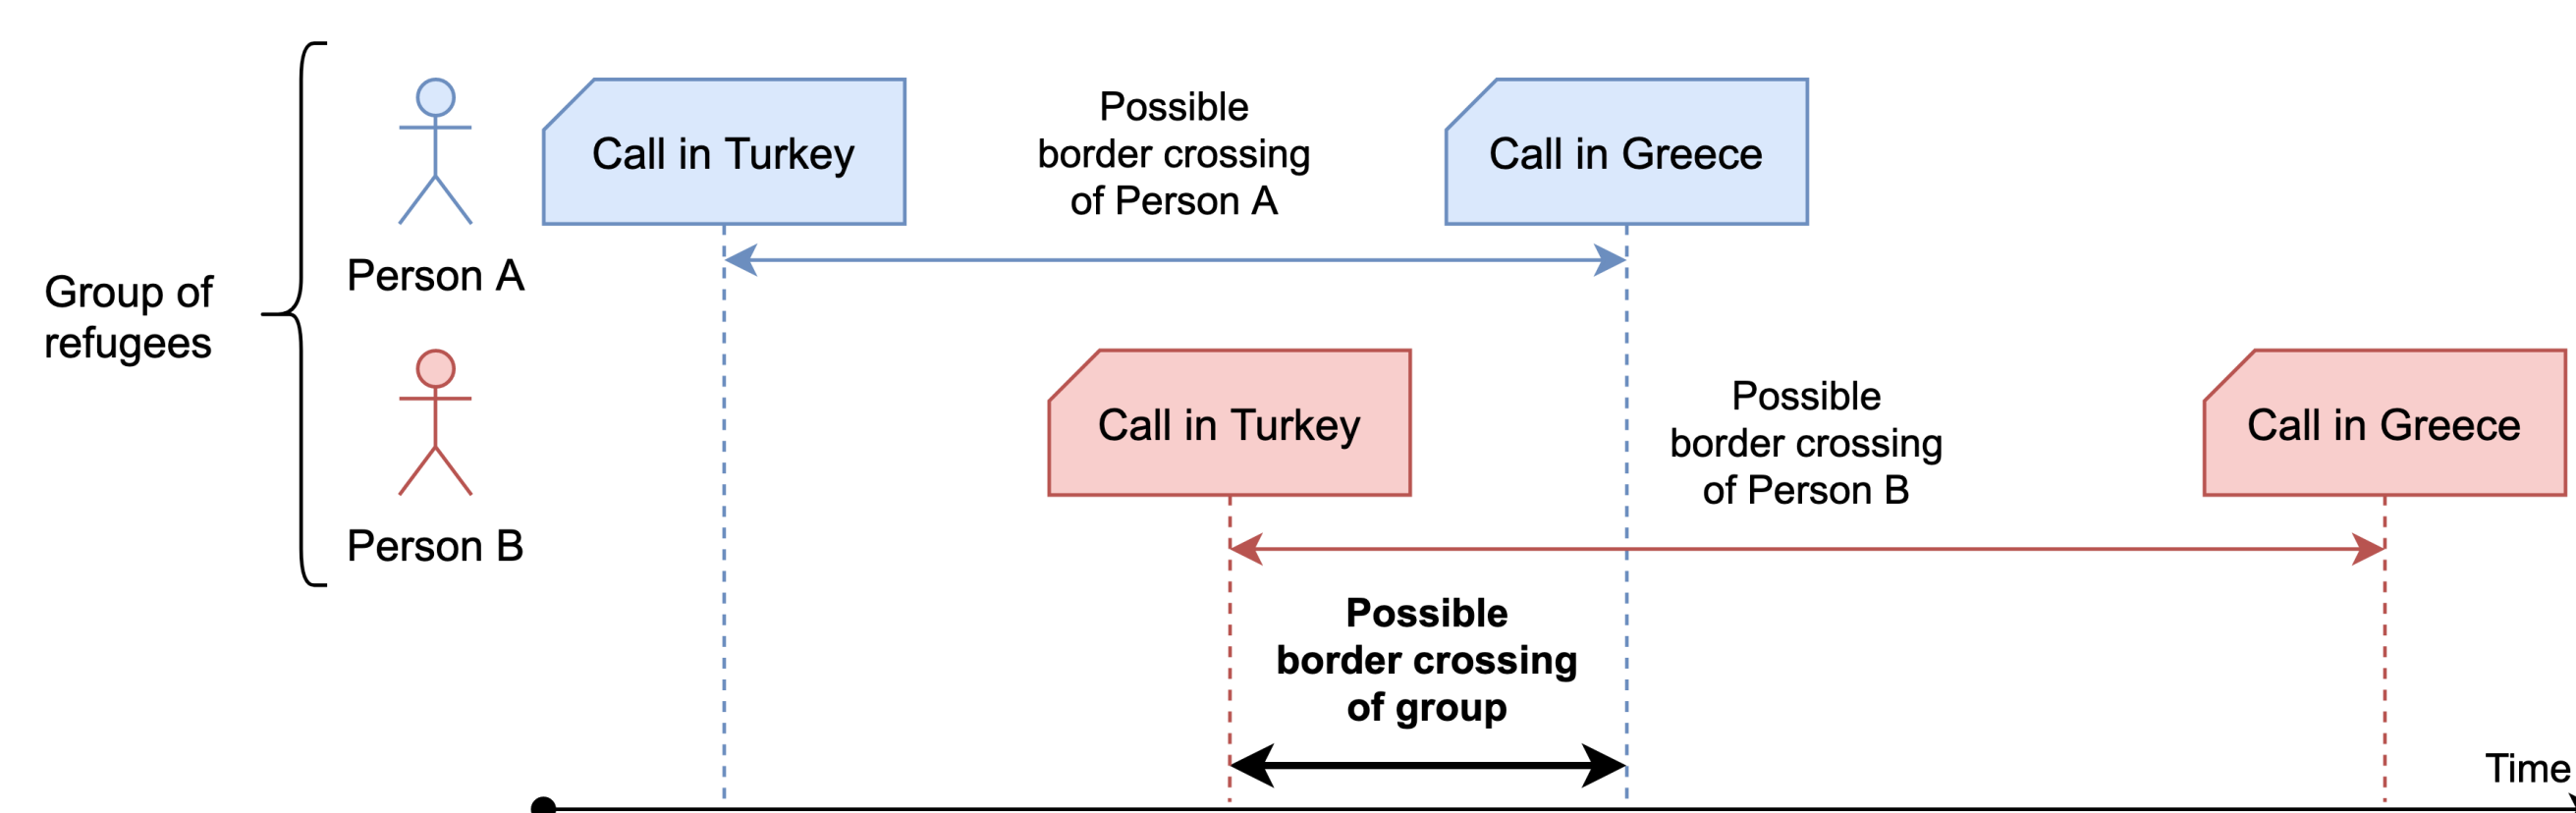 Group of
refugees
Person A
Call in Turkey
Possible
border crossing
of Person A
Call in Greece
Person B
Call in Turkey
Possible
border crossing
of Person B
Call in Greece
Possible
border crossing
of group
Time